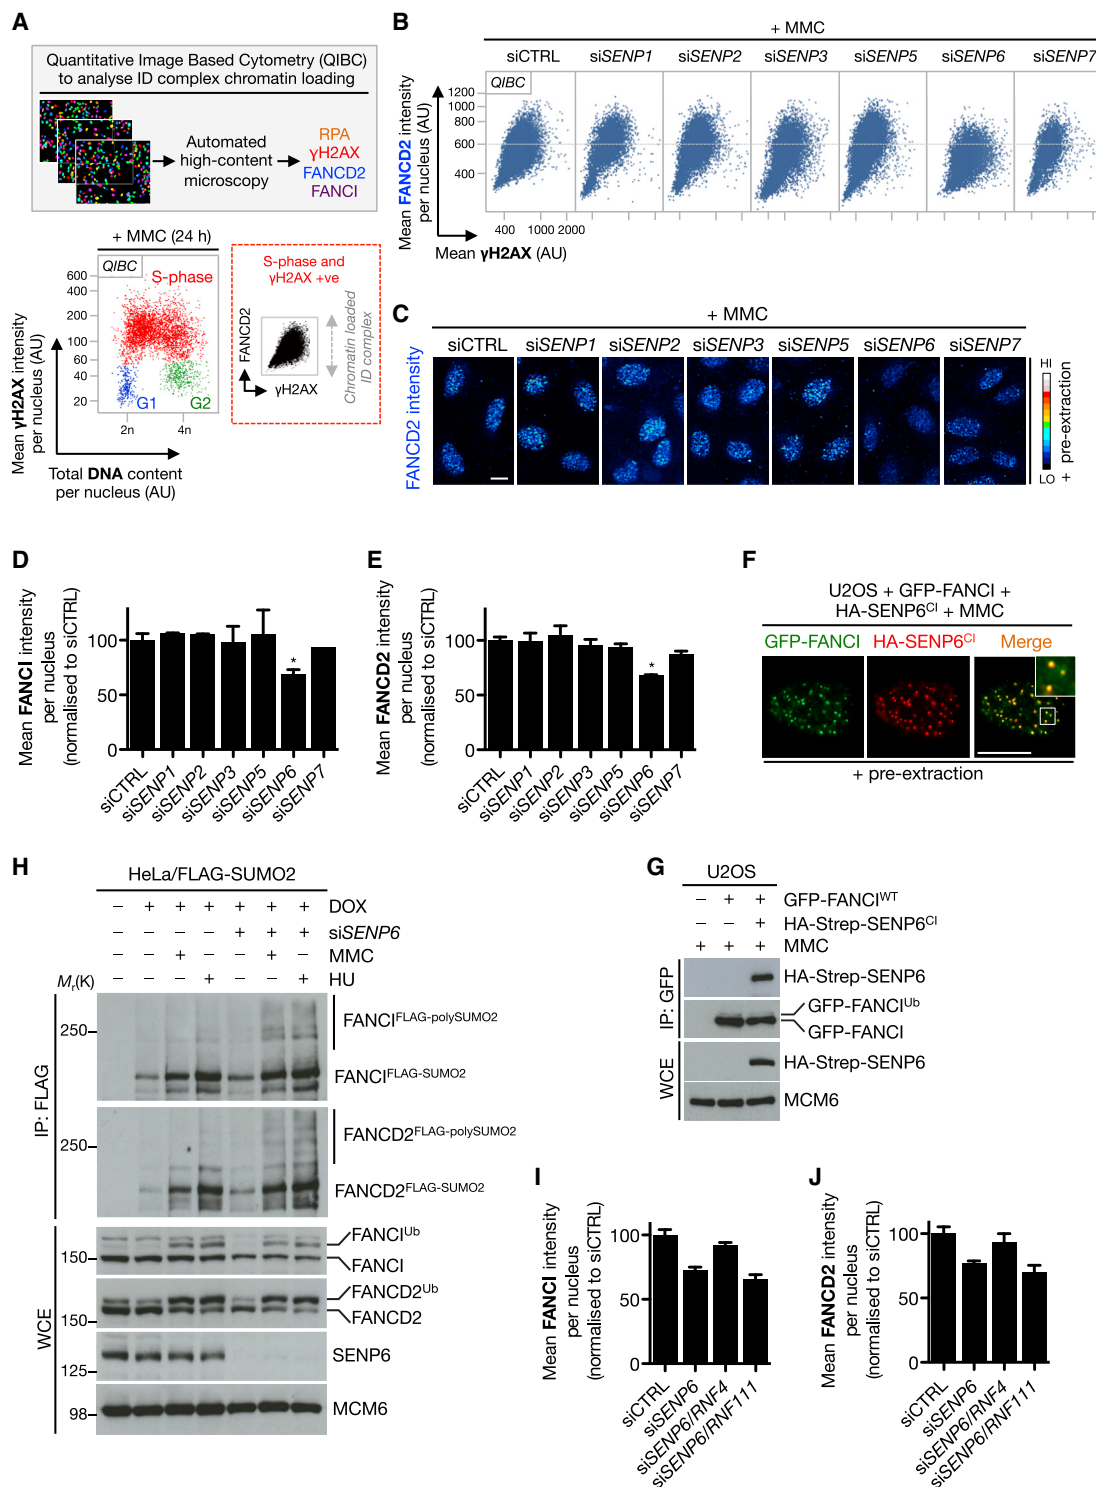 A
Quantitative Image Based Cytometry (QIBC)
to analyse ID complex chromatin loading
Automated
high-content
microscopy
RPA
γH2AX
FANCD2
FANCI
+ MMC (24 h)
QIBC
S-phase
G1
G2
600
400
200
100
60
40
20
2n
4n
Mean γH2AX intensity
per nucleus (AU)
Total DNA content
per nucleus (AU)
S-phase and
γH2AX +ve
FANCD2
γH2AX
Chromatin loaded
ID complex
B
+ MMC
siCTRL
siSENP1
siSENP2
siSENP3
siSENP5
siSENP6
siSENP7
QIBC
Mean FANCD2 intensity
per nucleus (AU)
1200
1000
800
600
400
400
1000
2000
Mean γH2AX (AU)
C
+ MMC
siCTRL
siSENP1
siSENP2
siSENP3
siSENP5
siSENP6
siSENP7
FANCD2 intensity
HI
LO
+ pre-extraction
D
Mean FANCI intensity
per nucleus
(normalised to siCTRL)
100
50
0
*
siCTRL
siSENP1
siSENP2
siSENP3
siSENP5
siSENP6
siSENP7
E
Mean FANCD2 intensity
per nucleus
(normalised to siCTRL)
100
50
0
*
siCTRL
siSENP1
siSENP2
siSENP3
siSENP5
siSENP6
siSENP7
F
U2OS + GFP-FANCI +
HA-SENP6CI + MMC
GFP-FANCI
HA-SENP6CI
Merge
+ pre-extraction
H
HeLa/FLAG-SUMO2
– + + + + + + DOX
– – – – + + + siSENP6
– – + – – + – MMC
– – – + – – + HU
Mr(K)
IP: FLAG
250
FANCIFLAG-polySUMO2
FANCIFLAG-SUMO2
250
FANCD2FLAG-polySUMO2
FANCD2FLAG-SUMO2
WCE
FANCIUb
150
FANCI
FANCD2Ub
150
FANCD2
SENP6
125
98
MCM6
G
U2OS
– + + GFP-FANCIWT
– – + HA-Strep-SENP6CI
+ + + MMC
IP: GFP
HA-Strep-SENP6
GFP-FANCIUb
GFP-FANCI
WCE
HA-Strep-SENP6
MCM6
I
Mean FANCI intensity
per nucleus
(normalised to siCTRL)
100
50
0
siCTRL
siSENP6
siSENP6/RNF4
siSENP6/RNF111
J
Mean FANCD2 intensity
per nucleus
(normalised to siCTRL)
100
50
0
siCTRL
siSENP6
siSENP6/RNF4
siSENP6/RNF111